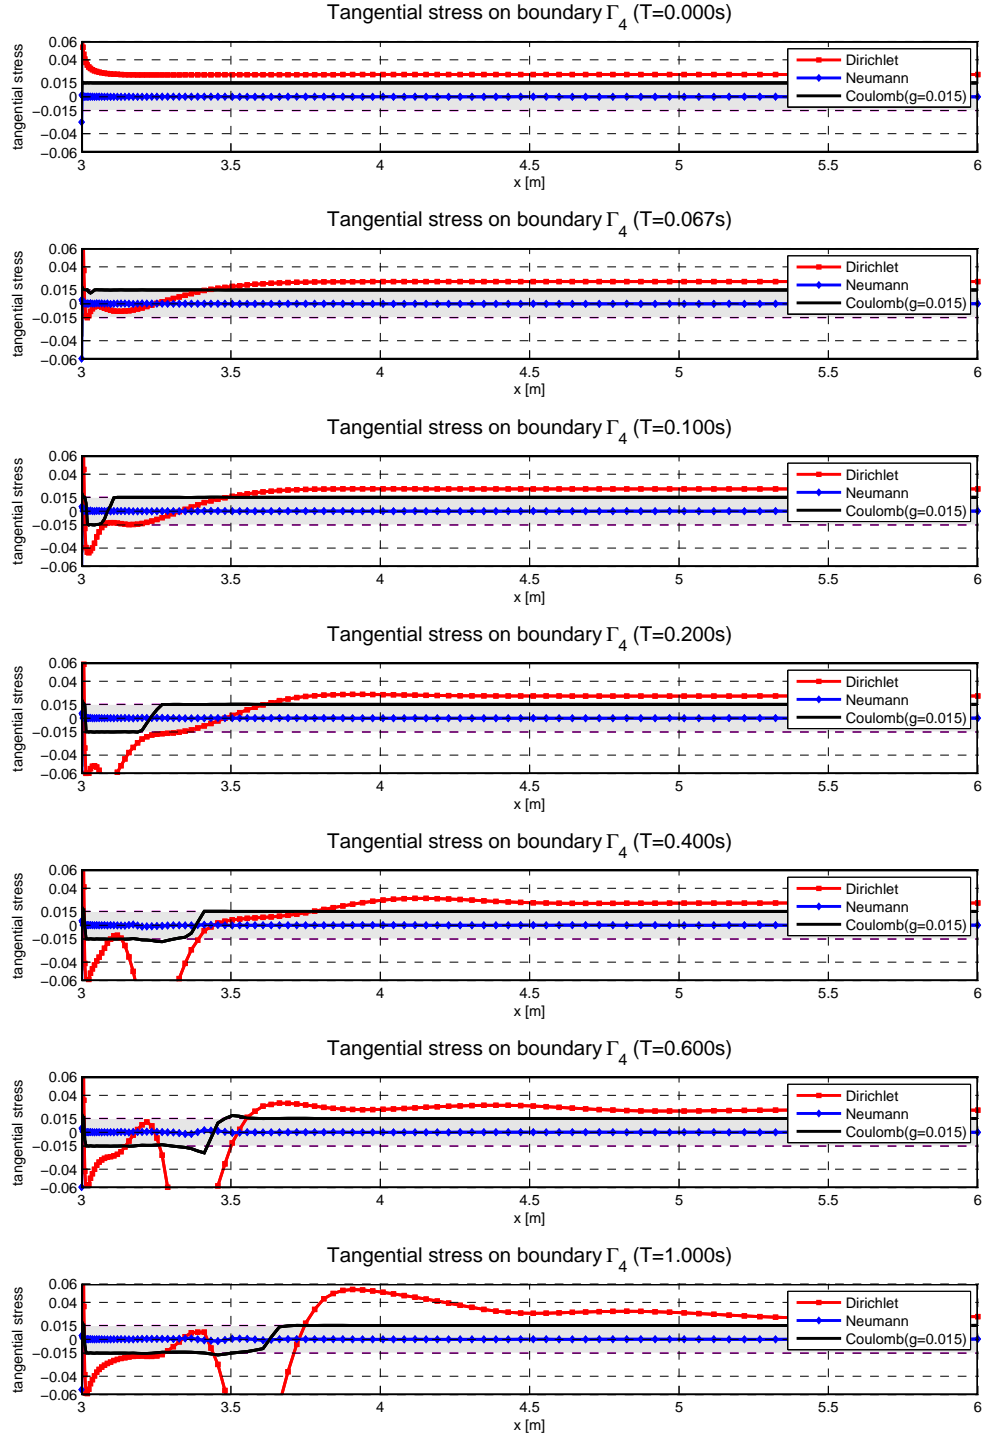 Tangential stress on boundary Γ4 (T=0.000s)
tangential stress
0.06
0.04
0.015
0
−0.015
−0.04
−0.06
Dirichlet
Neumann
Coulomb(g=0.015)
3 3.5 4 4.5 5 5.5 6
x [m]
Tangential stress on boundary Γ4 (T=0.067s)
tangential stress
0.06
0.04
0.015
0
−0.015
−0.04
−0.06
Dirichlet
Neumann
Coulomb(g=0.015)
3 3.5 4 4.5 5 5.5 6
x [m]
Tangential stress on boundary Γ4 (T=0.100s)
tangential stress
0.06
0.04
0.015
0
−0.015
−0.04
−0.06
Dirichlet
Neumann
Coulomb(g=0.015)
3 3.5 4 4.5 5 5.5 6
x [m]
Tangential stress on boundary Γ4 (T=0.200s)
tangential stress
0.06
0.04
0.015
0
−0.015
−0.04
−0.06
Dirichlet
Neumann
Coulomb(g=0.015)
3 3.5 4 4.5 5 5.5 6
x [m]
Tangential stress on boundary Γ4 (T=0.400s)
tangential stress
0.06
0.04
0.015
0
−0.015
−0.04
−0.06
Dirichlet
Neumann
Coulomb(g=0.015)
3 3.5 4 4.5 5 5.5 6
x [m]
Tangential stress on boundary Γ4 (T=0.600s)
tangential stress
0.06
0.04
0.015
0
−0.015
−0.04
−0.06
Dirichlet
Neumann
Coulomb(g=0.015)
3 3.5 4 4.5 5 5.5 6
x [m]
Tangential stress on boundary Γ4 (T=1.000s)
tangential stress
0.06
0.04
0.015
0
−0.015
−0.04
−0.06
Dirichlet
Neumann
Coulomb(g=0.015)
3 3.5 4 4.5 5 5.5 6
x [m]